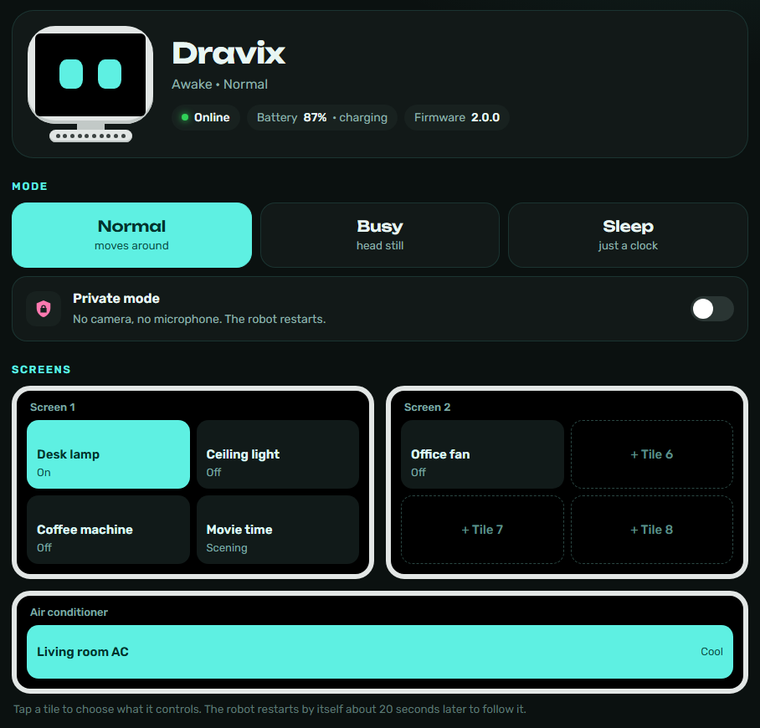 Dravix
Awake • Normal
Online
Battery 87% • charging
Firmware 2.0.0
MODE
Normal
moves around
Busy
head still
Sleep
just a clock
Private mode
No camera, no microphone. The robot restarts.
SCREENS
Screen 1
Desk lamp
On
Ceiling light
Off
Coffee machine
Off
Movie time
Scening
Screen 2
Office fan
Off
+ Tile 6
+ Tile 7
+ Tile 8
Air conditioner
Living room AC
Cool
Tap a tile to choose what it controls. The robot restarts by itself about 20 seconds later to follow it.